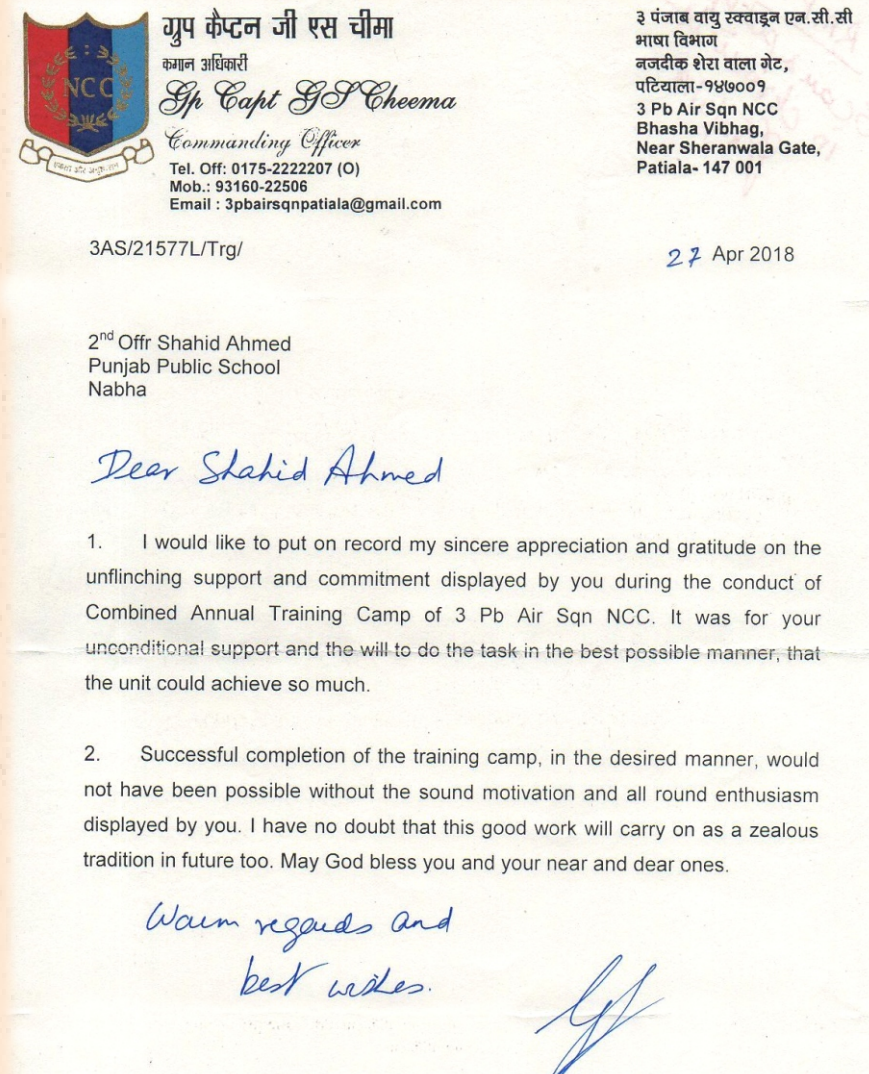 ग्रुप कैप्टन जी एस चीमा
कमान अधिकारी
Gp Capt GS Cheema
Commanding Officer
Tel. Off: 0175-2222207 (O)
Mob.: 93160-22506
Email : 3pbairsqnpatiala@gmail.com
NCC
एकता और अनुशासन
३ पंजाब वायु स्क्वाड्रन एन.सी.सी
भाषा विभाग
नजदीक शेरा वाला गेट,
पटियाला-१४७००१
3 Pb Air Sqn NCC
Bhasha Vibhag,
Near Sheranwala Gate,
Patiala- 147 001
3AS/21577L/Trg/
27 Apr 2018
2nd Offr Shahid Ahmed
Punjab Public School
Nabha
Dear Shahid Ahmed
1. I would like to put on record my sincere appreciation and gratitude on the
unflinching support and commitment displayed by you during the conduct of
Combined Annual Training Camp of 3 Pb Air Sqn NCC. It was for your
unconditional support and the will to do the task in the best possible manner, that
the unit could achieve so much.
2. Successful completion of the training camp, in the desired manner, would
not have been possible without the sound motivation and all round enthusiasm
displayed by you. I have no doubt that this good work will carry on as a zealous
tradition in future too. May God bless you and your near and dear ones.
Warm regards and
best wishes.